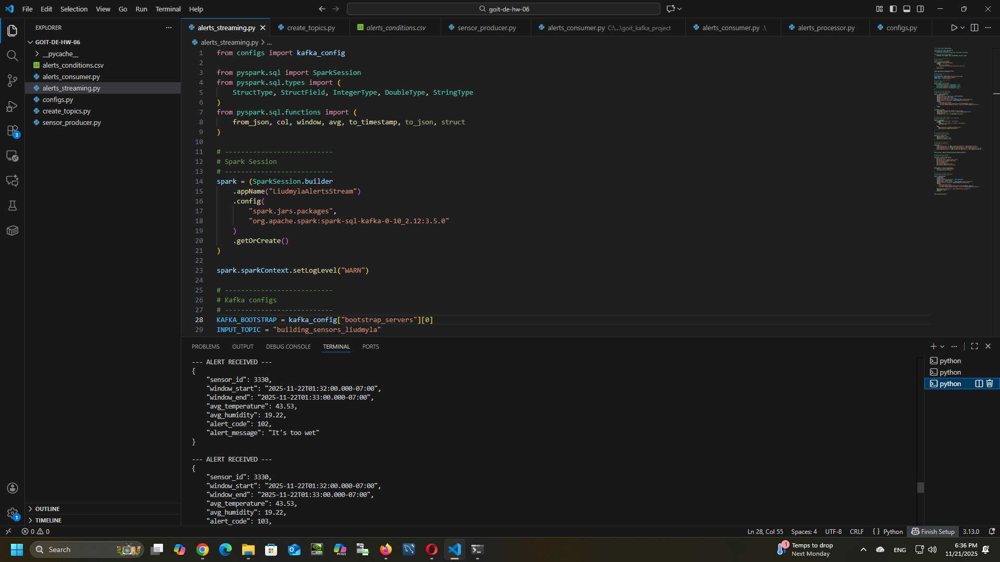 File Edit Selection View Go Run Terminal Help
goit-de-hw-06
EXPLORER
GOIT-DE-HW-06
__pycache__
alerts_conditions.csv
alerts_consumer.py
alerts_streaming.py
configs.py
create_topics.py
sensor_producer.py
OUTLINE
TIMELINE
3
1
alerts_streaming.py create_topics.py alerts_conditions.csv sensor_producer.py alerts_consumer.py C:\...\goit_kafka_project alerts_consumer.py .\ alerts_processor.py configs.py
alerts_streaming.py > ...
1 from configs import kafka_config
2
3 from pyspark.sql import SparkSession
4 from pyspark.sql.types import (
5 StructType, StructField, IntegerType, DoubleType, StringType
6 )
7 from pyspark.sql.functions import (
8 from_json, col, window, avg, to_timestamp, to_json, struct
9 )
10
11 # ---------------------------
12 # Spark Session
13 # ---------------------------
14 spark = (SparkSession.builder
15 .appName("LiudmylaAlertsStream")
16 .config(
17 "spark.jars.packages",
18 "org.apache.spark:spark-sql-kafka-0-10_2.12:3.5.0"
19 )
20 .getOrCreate()
21 )
22
23 spark.sparkContext.setLogLevel("WARN")
24
25 # ---------------------------
26 # Kafka configs
27 # ---------------------------
28 KAFKA_BOOTSTRAP = kafka_config["bootstrap_servers"][0]
29 INPUT_TOPIC = "building_sensors_liudmyla"
PROBLEMS OUTPUT DEBUG CONSOLE TERMINAL PORTS
--- ALERT RECEIVED ---
{
"sensor_id": 3330,
"window_start": "2025-11-22T01:32:00.000-07:00",
"window_end": "2025-11-22T01:33:00.000-07:00",
"avg_temperature": 43.53,
"avg_humidity": 19.22,
"alert_code": 102,
"alert_message": "It's too wet"
}
--- ALERT RECEIVED ---
{
"sensor_id": 3330,
"window_start": "2025-11-22T01:32:00.000-07:00",
"window_end": "2025-11-22T01:33:00.000-07:00",
"avg_temperature": 43.53,
"avg_humidity": 19.22,
"alert_code": 103,
python
python
python
0 0
Ln 28, Col 55 Spaces: 4 UTF-8 CRLF { } Python Finish Setup 3.13.0
Search
M365
1
Temps to drop
Next Monday
ENG
6:36 PM
11/21/2025